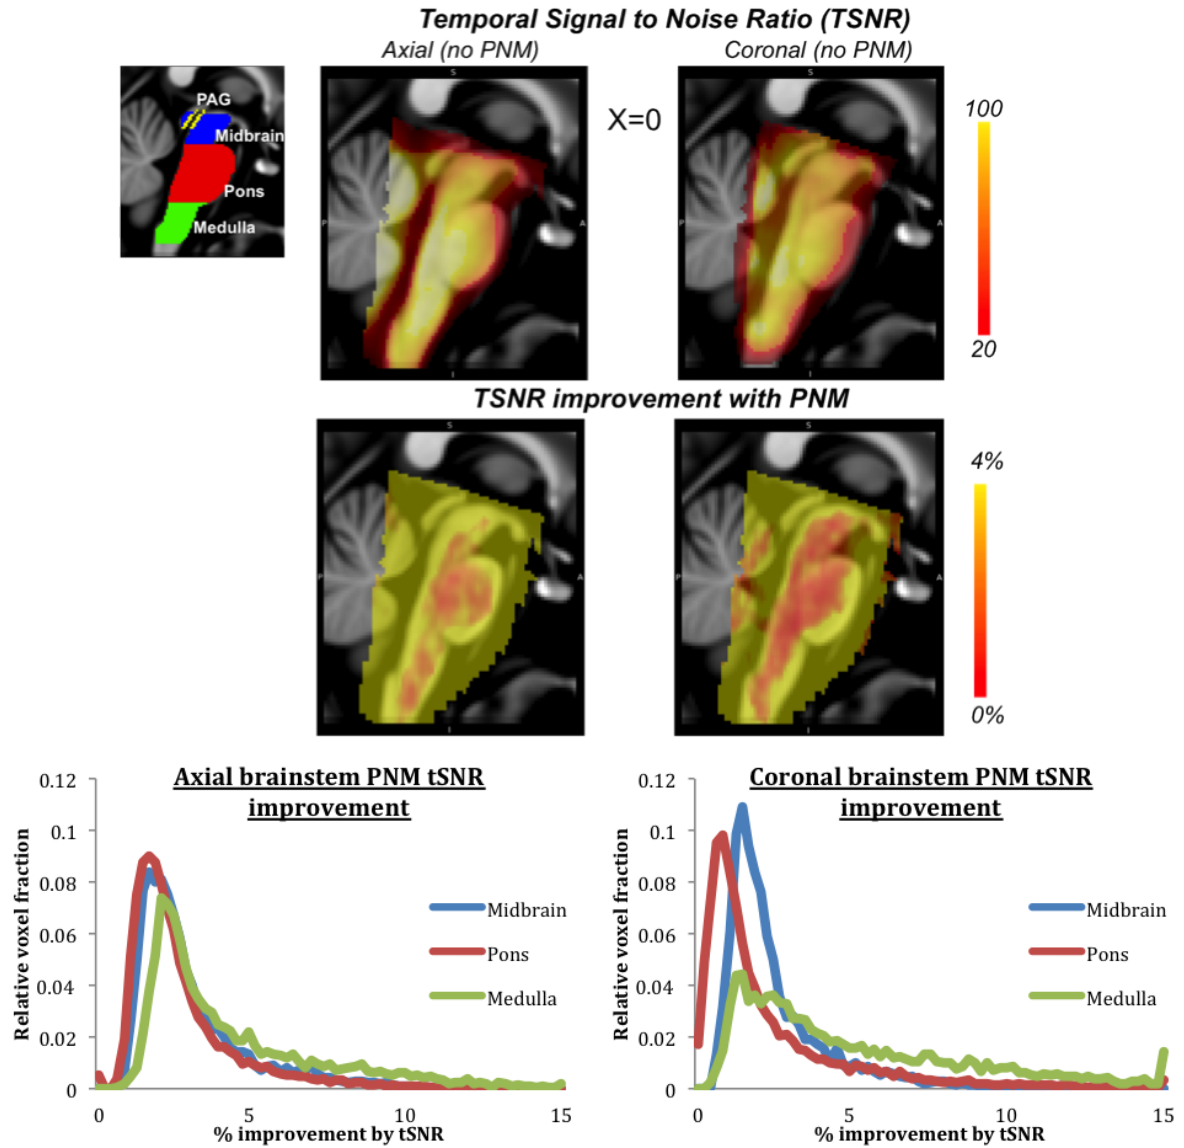 Temporal Signal to Noise Ratio (TSNR)
Axial (no PNM)
Coronal (no PNM)
PAG
Midbrain
Pons
Medulla
S
P
I
X=0
S
P
A
I
100
20
TSNR improvement with PNM
S
P
A
I
S
P
A
I
4%
0%
Axial brainstem PNM tSNR
improvement
Relative voxel fraction
0.12
0.1
0.08
0.06
0.04
0.02
0
Midbrain
Pons
Medulla
0 5 10 15
% improvement by tSNR
Coronal brainstem PNM tSNR
improvement
Relative voxel fraction
0.12
0.1
0.08
0.06
0.04
0.02
0
Midbrain
Pons
Medulla
0 5 10 15
% improvement by tSNR